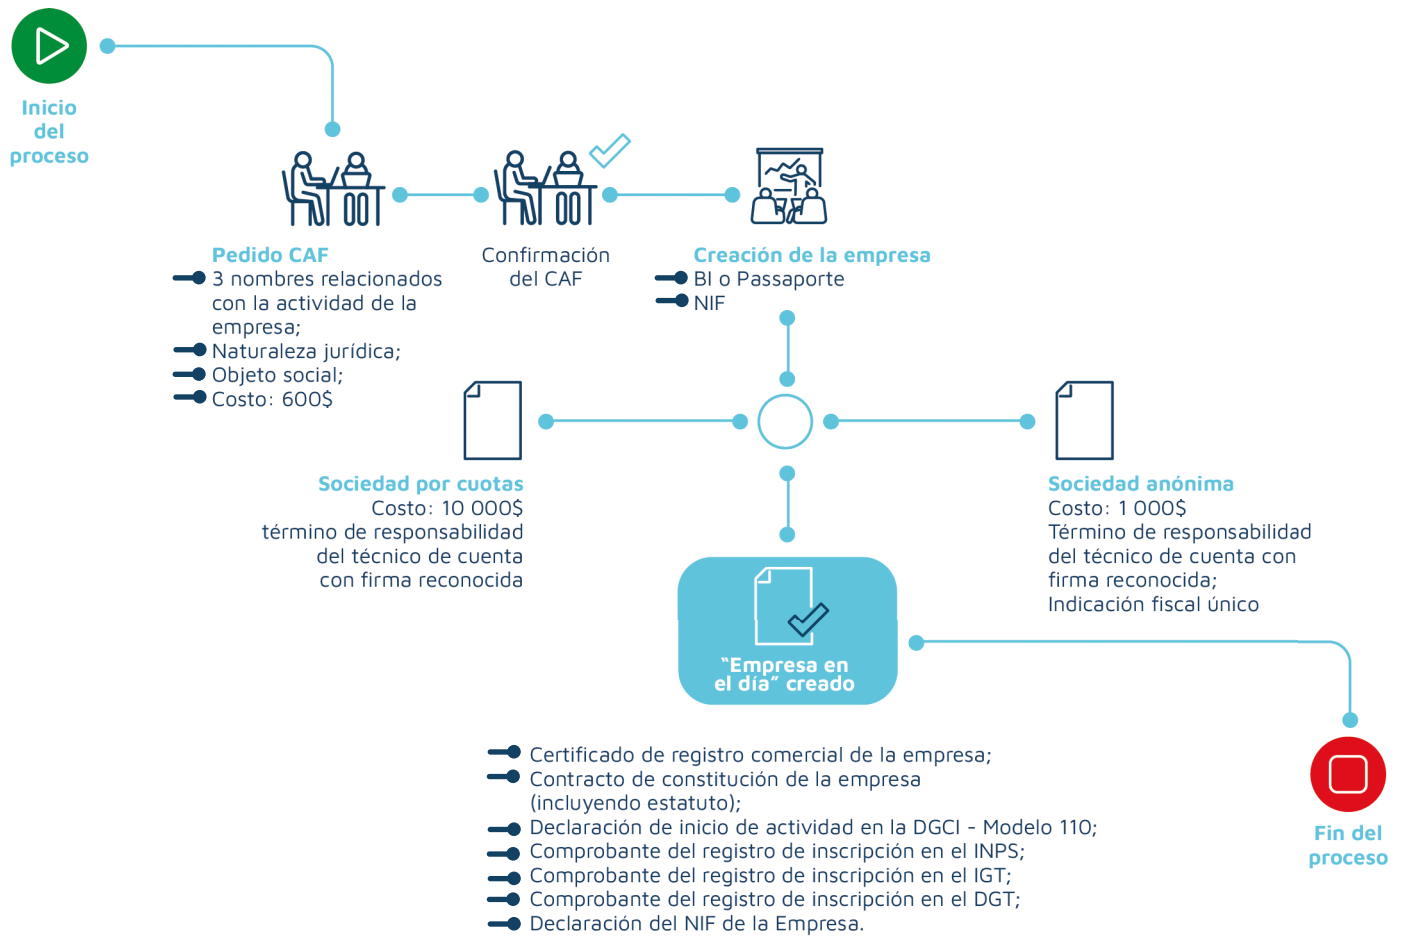 Inicio
del
proceso
Pedido CAF
3 nombres relacionados
con la actividad de la
empresa;
Naturaleza jurídica;
Objeto social;
Costo: 600$
Confirmación
del CAF
Creación de la empresa
BI o Passaporte
NIF
Sociedad por cuotas
Costo: 10 000$
término de responsabilidad
del técnico de cuenta
con firma reconocida
Sociedad anónima
Costo: 1 000$
Término de responsabilidad
del técnico de cuenta con
firma reconocida;
Indicación fiscal único
“Empresa en
el día” creado
Certificado de registro comercial de la empresa;
Contracto de constitución de la empresa
(incluyendo estatuto);
Declaración de inicio de actividad en la DGCI - Modelo 110;
Comprobante del registro de inscripción en el INPS;
Comprobante del registro de inscripción en el IGT;
Comprobante del registro de inscripción en el DGT;
Declaración del NIF de la Empresa.
Fin del
proceso